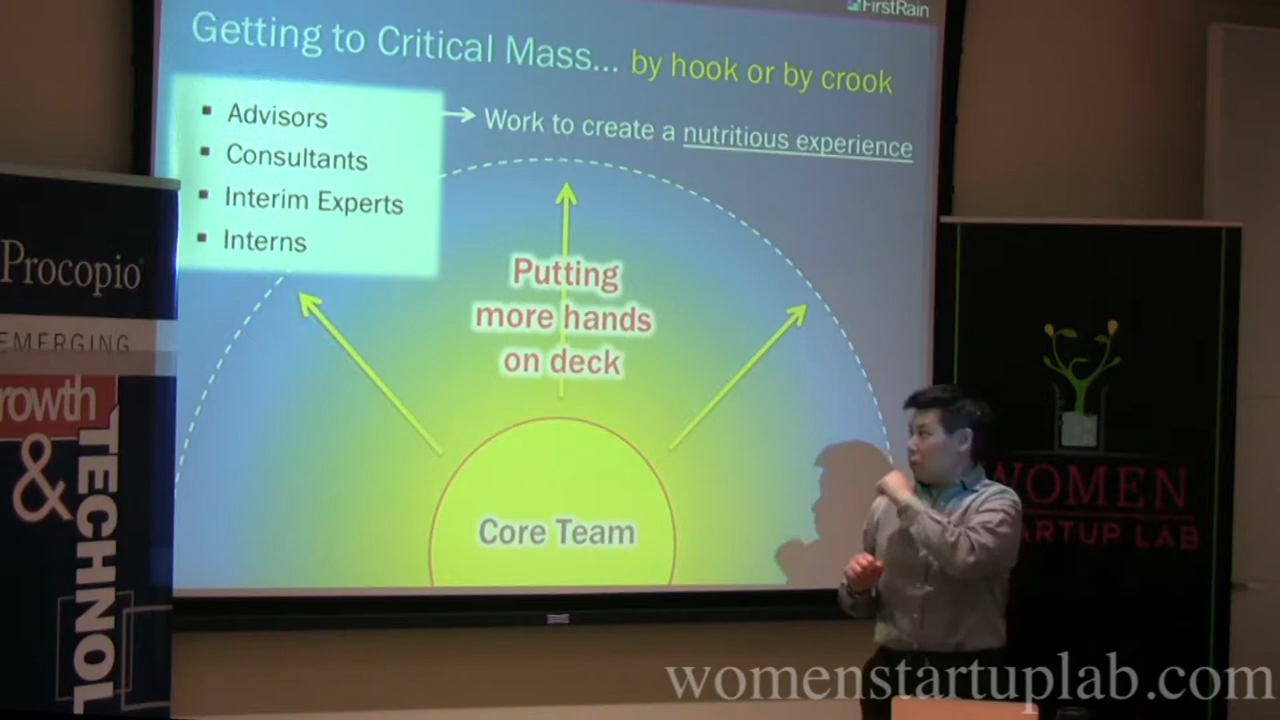 FirstRain
Getting to Critical Mass... by hook or by crook
▪ Advisors
▪ Consultants
▪ Interim Experts
▪ Interns
Work to create a nutritious experience
Putting
more hands
on deck
Core Team
Procopio
EMERGING
rowth
&
TECHNOL
WOMEN
ARTUP LAB
womenstartuplab.com